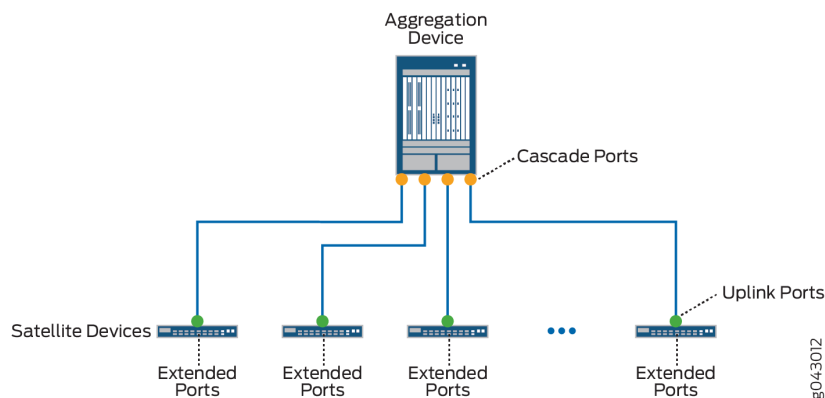 Aggregation
Device
Cascade Ports
Uplink Ports
Satellite Devices
Extended
Ports
Extended
Ports
Extended
Ports
Extended
Ports
g043012